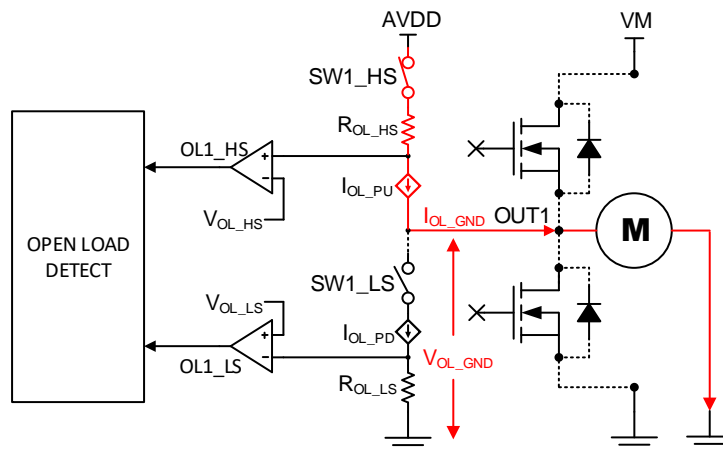 AVDD
VM
SW1_HS
R_OL_HS
OL1_HS
+
-
I_OL_PU
V_OL_HS
I_OL_GND
OUT1
M
OPEN LOAD
DETECT
SW1_LS
V_OL_LS
+
-
I_OL_PD
OL1_LS
V_OL_GND
R_OL_LS